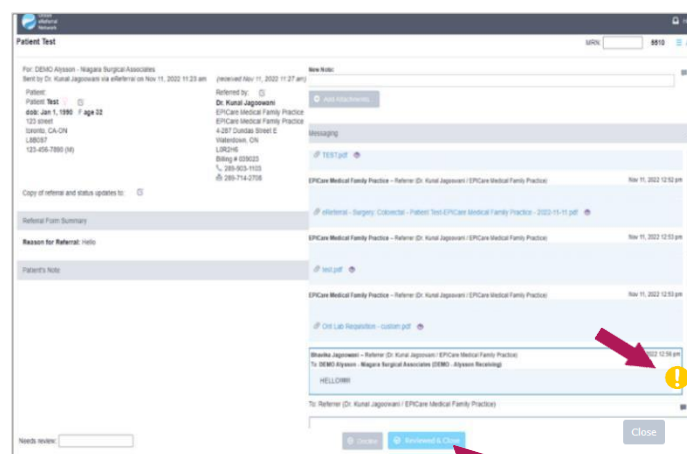 Ontario
eReferral
Network
Patient Test
MRN:
5510
For: DEMO Alysson - Niagara Surgical Associates
Sent by Dr. Kunal Jagoowani via eReferral on Nov 11, 2022 11:23 am (received Nov 11, 2022 11:27 am)
Patient:
Patient Test
dob: Jan 1, 1990 F age 32
123 street
toronto, CA-ON
123-456-7890 (M)
Referred by:
Dr. Kunal Jagoowani
EPICare Medical Family Practice
EPICare Medical Family Practice
4-287 Dundas Street E
Waterdown, ON
L0R2H6
Billing # 039023
289-903-1103
289-714-2708
Copy of referral and status updates to:
Referral Form Summary
Reason for Referral: Hello
Patient's Note
Needs review:
New Note:
Add Attachments
Messaging
TEST.pdf
EPICare Medical Family Practice – Referrer (Dr. Kunal Jagoowani / EPICare Medical Family Practice) Nov 11, 2022 12:52 pm
eReferral - Surgery: Colorectal - Patient Test-EPICare Medical Family Practice - 2022-11-11.pdf
EPICare Medical Family Practice – Referrer (Dr. Kunal Jagoowani / EPICare Medical Family Practice) Nov 11, 2022 12:53 pm
test.pdf
EPICare Medical Family Practice – Referrer (Dr. Kunal Jagoowani / EPICare Medical Family Practice) Nov 11, 2022 12:53 pm
Ont Lab Requisition - custom.pdf
Bhavika Jagoowani – Referrer (Dr. Kunal Jagoowani / EPICare Medical Family Practice) 2022 12:58 pm
To: DEMO Alysson - Niagara Surgical Associates (DEMO - Alysson Receiving)
To: Referrer (Dr. Kunal Jagoowani / EPICare Medical Family Practice)
Undo
Reviewed & Close
Close